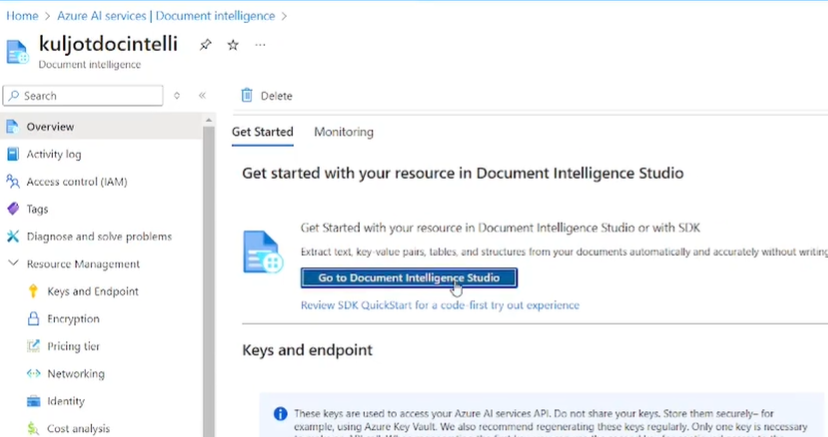 Home > Azure AI services | Document intelligence >
kuljotdocintelli
Document intelligence
Search
Delete
Overview
Activity log
Access control (IAM)
Tags
Diagnose and solve problems
Resource Management
Keys and Endpoint
Encryption
Pricing tier
Networking
Identity
Cost analysis
Get Started Monitoring
Get started with your resource in Document Intelligence Studio
Get Started with your resource in Document Intelligence Studio or with SDK
Extract text, key-value pairs, tables, and structures from your documents automatically and accurately without writing
Go to Document Intelligence Studio
Review SDK QuickStart for a code-first try out experience
Keys and endpoint
These keys are used to access your Azure AI services API. Do not share your keys. Store them securely– for
example, using Azure Key Vault. We also recommend regenerating these keys regularly. Only one key is necessary